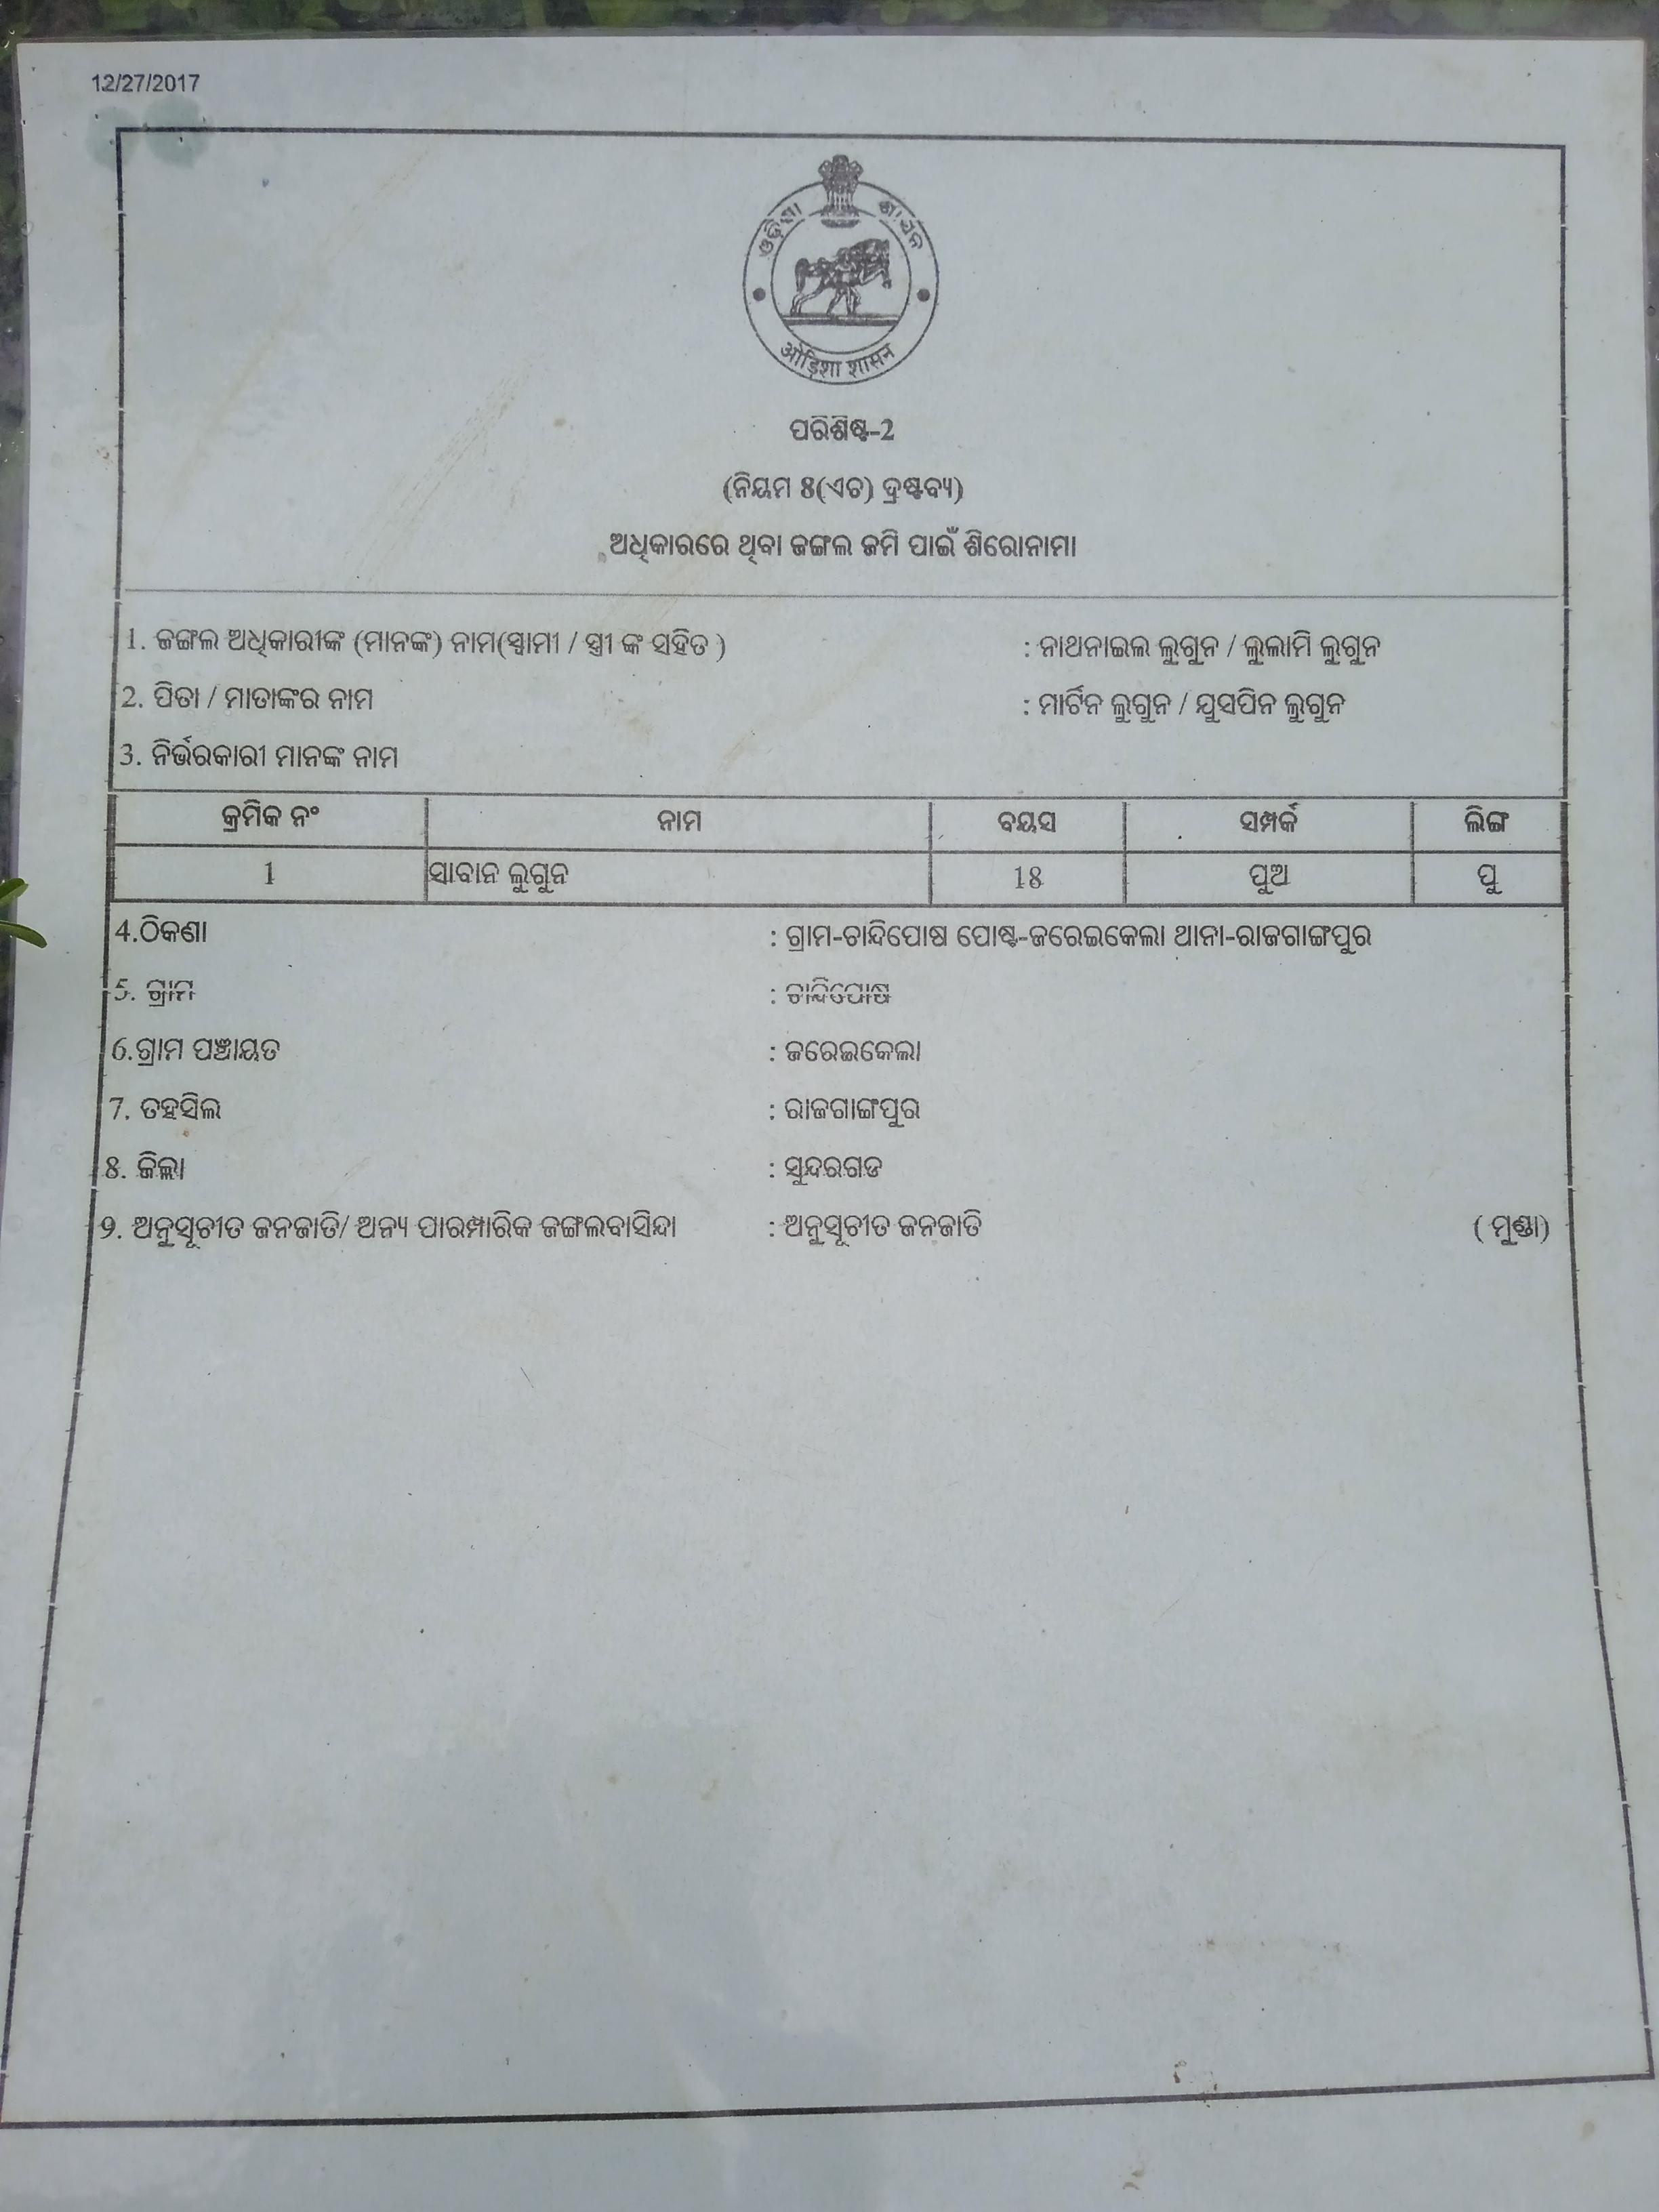 12/27/2017
ଓଡ଼ିଶା ଶାସନ
ओड़िशा शासन
ପରିଶିଷ୍ଟ-2
(ନିୟମ 8(ଏଚ) ଦ୍ରଷ୍ଟବ୍ୟ)
ଅଧିକାରରେ ଥିବା ଜଙ୍ଗଲ ଜମି ପାଇଁ ଶିରୋନାମା
1. ଜଙ୍ଗଲ ଅଧିକାରୀଙ୍କ (ମାନଙ୍କ) ନାମ(ସ୍ୱାମୀ / ସ୍ତ୍ରୀ ଙ୍କ ସହିତ ) : ନାଥନାଇଲ ଲୁଗୁନ / ଲୁଲାମି ଲୁଗୁନ
2. ପିତା / ମାତାଙ୍କର ନାମ : ମାର୍ଟିନ ଲୁଗୁନ / ଯୁସପିନ ଲୁଗୁନ
3. ନିର୍ଭରକାରୀ ମାନଙ୍କ ନାମ
କ୍ରମିକ ନଂ ନାମ ବୟସ ସମ୍ପର୍କ ଲିଙ୍ଗ
1 ସାବାନ ଲୁଗୁନ 18 ପୁଅ ପୁ
4.ଠିକଣା : ଗ୍ରାମ-ଚାନ୍ଦିପୋଷ ପୋଷ୍ଟ-ଜରେଇକେଲା ଥାନା-ରାଜଗାଙ୍ଗପୁର
5. ଗ୍ରାମ : ଚାନ୍ଦିପୋଷ
6.ଗ୍ରାମ ପଞ୍ଚାୟତ : ଜରେଇକେଲା
7. ତହସିଲ : ରାଜଗାଙ୍ଗପୁର
8. ଜିଲ୍ଲା : ସୁନ୍ଦରଗଡ
9. ଅନୁସୂଚୀତ ଜନଜାତି/ ଅନ୍ୟ ପାରମ୍ପାରିକ ଜଙ୍ଗଲବାସିନ୍ଦା : ଅନୁସୂଚୀତ ଜନଜାତି ( ମୁଣ୍ଡା)